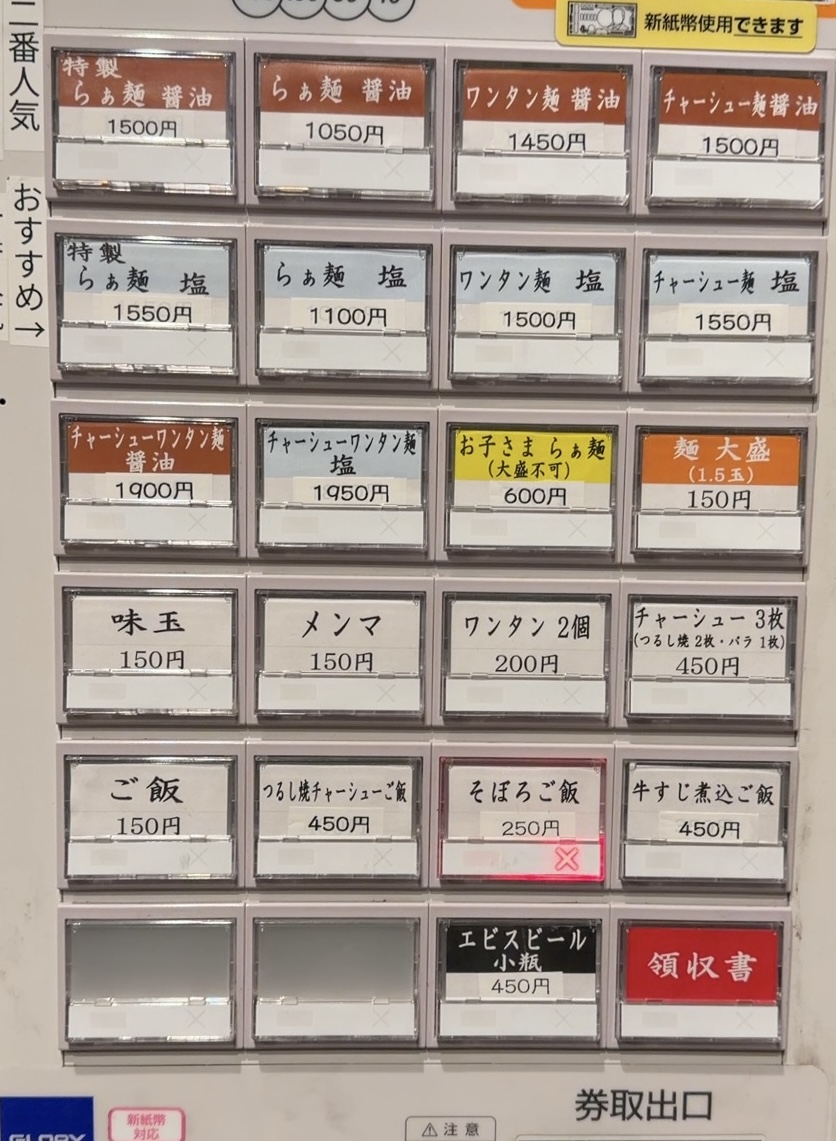 二番人気
おすすめ→
新紙幣使用できます
特製
らぁ麺 醤油
1500円
らぁ麺 醤油
1050円
ワンタン麺 醤油
1450円
チャーシュー麺醤油
1500円
特製
らぁ麺 塩
1550円
らぁ麺 塩
1100円
ワンタン麺 塩
1500円
チャーシュー麺 塩
1550円
チャーシューワンタン麺
醤油
1900円
チャーシューワンタン麺
塩
1950円
お子さま らぁ麺
(大盛不可)
600円
麺 大盛
(1.5玉)
150円
味玉
150円
メンマ
150円
ワンタン 2個
200円
チャーシュー 3枚
(つるし焼 2枚・バラ 1枚)
450円
ご飯
150円
つるし焼チャーシューご飯
450円
そぼろご飯
250円
牛すじ煮込ご飯
450円
エビスビール
小瓶
450円
領収書
券取出口
GLORY
新紙幣
対応
注意